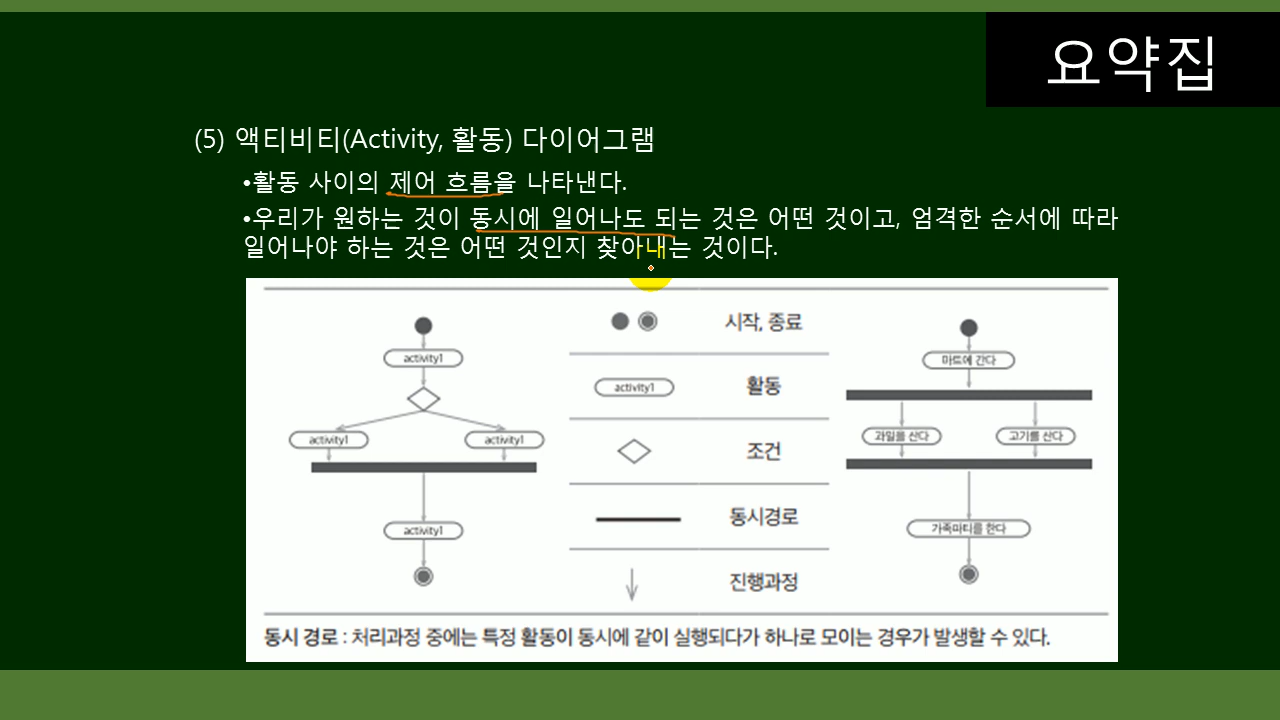 요약집
(5) 액티비티(Activity, 활동) 다이어그램
•활동 사이의 제어 흐름을 나타낸다.
•우리가 원하는 것이 동시에 일어나도 되는 것은 어떤 것이고, 엄격한 순서에 따라
일어나야 하는 것은 어떤 것인지 찾아내는 것이다.
activity1
activity1
activity1
activity1
시작, 종료
activity1
활동
조건
동시경로
진행과정
마트에 간다
과일를 산다
고기를 산다
가족파티를 한다
동시 경로 : 처리과정 중에는 특정 활동이 동시에 같이 실행되다가 하나로 모이는 경우가 발생할 수 있다.